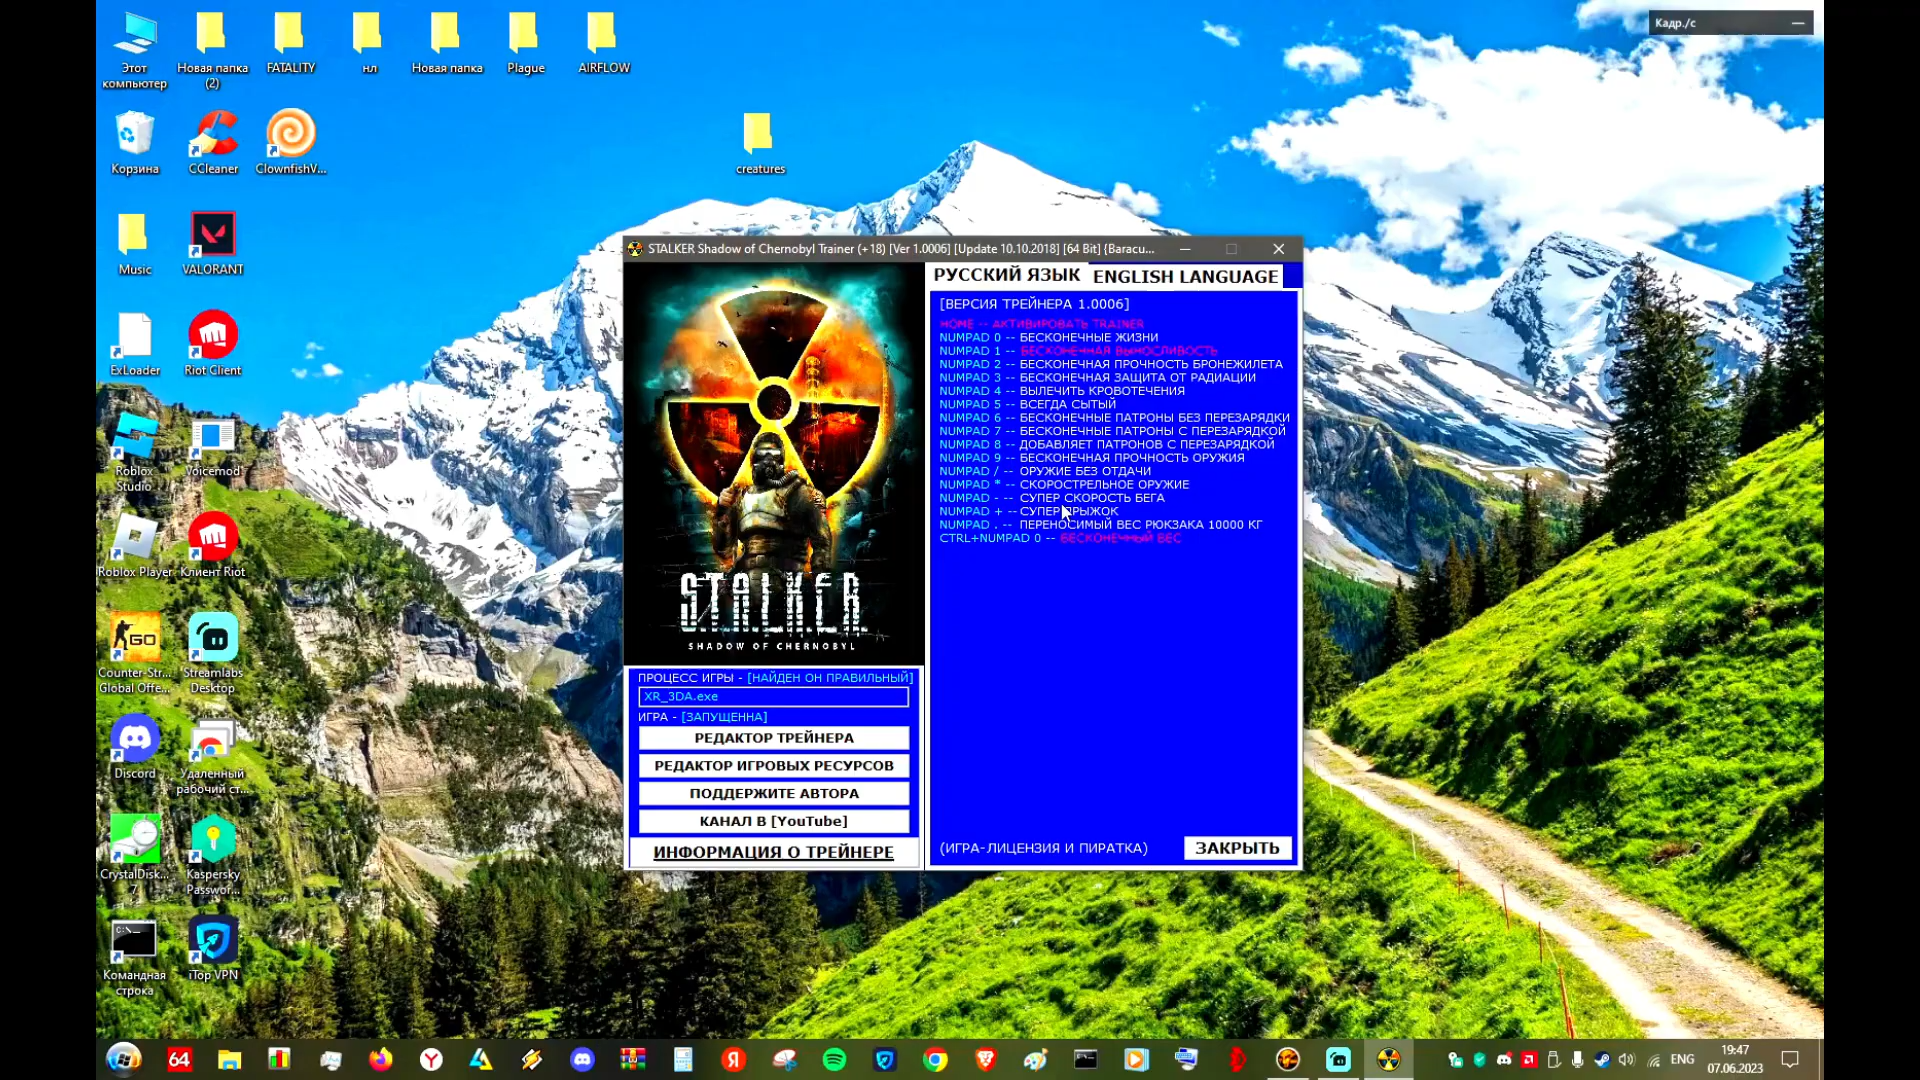 Кадр./с
Этот компьютер
Новая папка (2)
FATALITY
нл
Новая папка
Plague
AIRFLOW
Корзина
CCleaner
ClownfishV...
creatures
Music
VALORANT
ExLoader
Riot Client
Roblox Studio
Voicemod
Roblox Player
Клиент Riot
GO
Counter-Str... Global Offe...
Streamlabs Desktop
Discord
Удаленный рабочий ст...
CrystalDisk... 7
Kaspersky Passwor...
Командная строка
iTop VPN
STALKER Shadow of Chernobyl Trainer (+18) [Ver 1.0006] [Update 10.10.2018] [64 Bit] {Baracu...
S.T.A.L.K.E.R.
SHADOW OF CHERNOBYL
РУССКИЙ ЯЗЫК
ENGLISH LANGUAGE
[ВЕРСИЯ ТРЕЙНЕРА 1.0006]
HOME -- АКТИВИРОВАТЬ TRAINER
NUMPAD 0 -- БЕСКОНЕЧНЫЕ ЖИЗНИ
NUMPAD 1 -- БЕСКОНЕЧНАЯ ВЫНОСЛИВОСТЬ
NUMPAD 2 -- БЕСКОНЕЧНАЯ ПРОЧНОСТЬ БРОНЕЖИЛЕТА
NUMPAD 3 -- БЕСКОНЕЧНАЯ ЗАЩИТА ОТ РАДИАЦИИ
NUMPAD 4 -- ВЫЛЕЧИТЬ КРОВОТЕЧЕНИЯ
NUMPAD 5 -- ВСЕГДА СЫТЫЙ
NUMPAD 6 -- БЕСКОНЕЧНЫЕ ПАТРОНЫ БЕЗ ПЕРЕЗАРЯДКИ
NUMPAD 7 -- БЕСКОНЕЧНЫЕ ПАТРОНЫ С ПЕРЕЗАРЯДКОЙ
NUMPAD 8 -- ДОБАВЛЯЕТ ПАТРОНОВ С ПЕРЕЗАРЯДКОЙ
NUMPAD 9 -- БЕСКОНЕЧНАЯ ПРОЧНОСТЬ ОРУЖИЯ
NUMPAD / -- ОРУЖИЕ БЕЗ ОТДАЧИ
NUMPAD * -- СКОРОСТРЕЛЬНОЕ ОРУЖИЕ
NUMPAD - -- СУПЕР СКОРОСТЬ БЕГА
NUMPAD + -- СУПЕР ПРЫЖОК
NUMPAD . -- ПЕРЕНОСИМЫЙ ВЕС РЮКЗАКА 10000 КГ
CTRL+NUMPAD 0 -- БЕСКОНЕЧНЫЙ ВЕС
ПРОЦЕСС ИГРЫ - [НАЙДЕН ОН ПРАВИЛЬНЫЙ]
XR_3DA.exe
ИГРА - [ЗАПУЩЕННА]
РЕДАКТОР ТРЕЙНЕРА
РЕДАКТОР ИГРОВЫХ РЕСУРСОВ
ПОДДЕРЖИТЕ АВТОРА
КАНАЛ В [YouTube]
ИНФОРМАЦИЯ О ТРЕЙНЕРЕ
(ИГРА-ЛИЦЕНЗИЯ И ПИРАТКА)
ЗАКРЫТЬ
64
ENG
19:47
07.06.2023